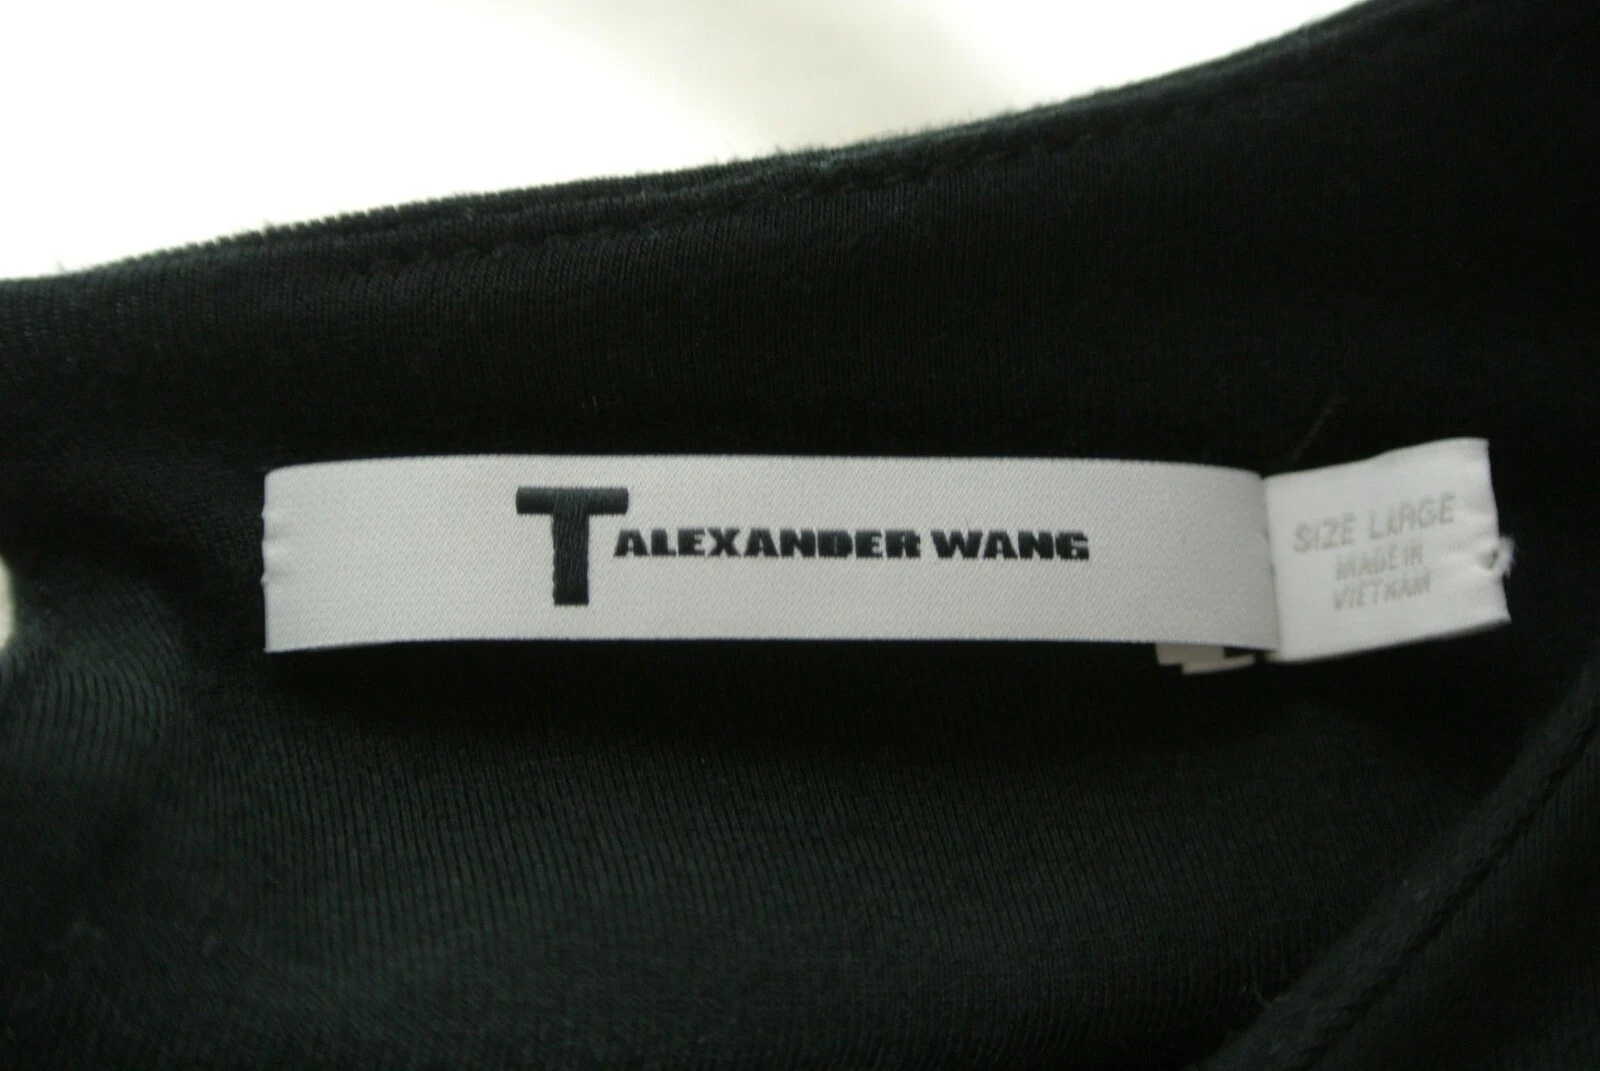 T ALEXANDER WANG
SIZE LARGE
MADE IN
VIETNAM